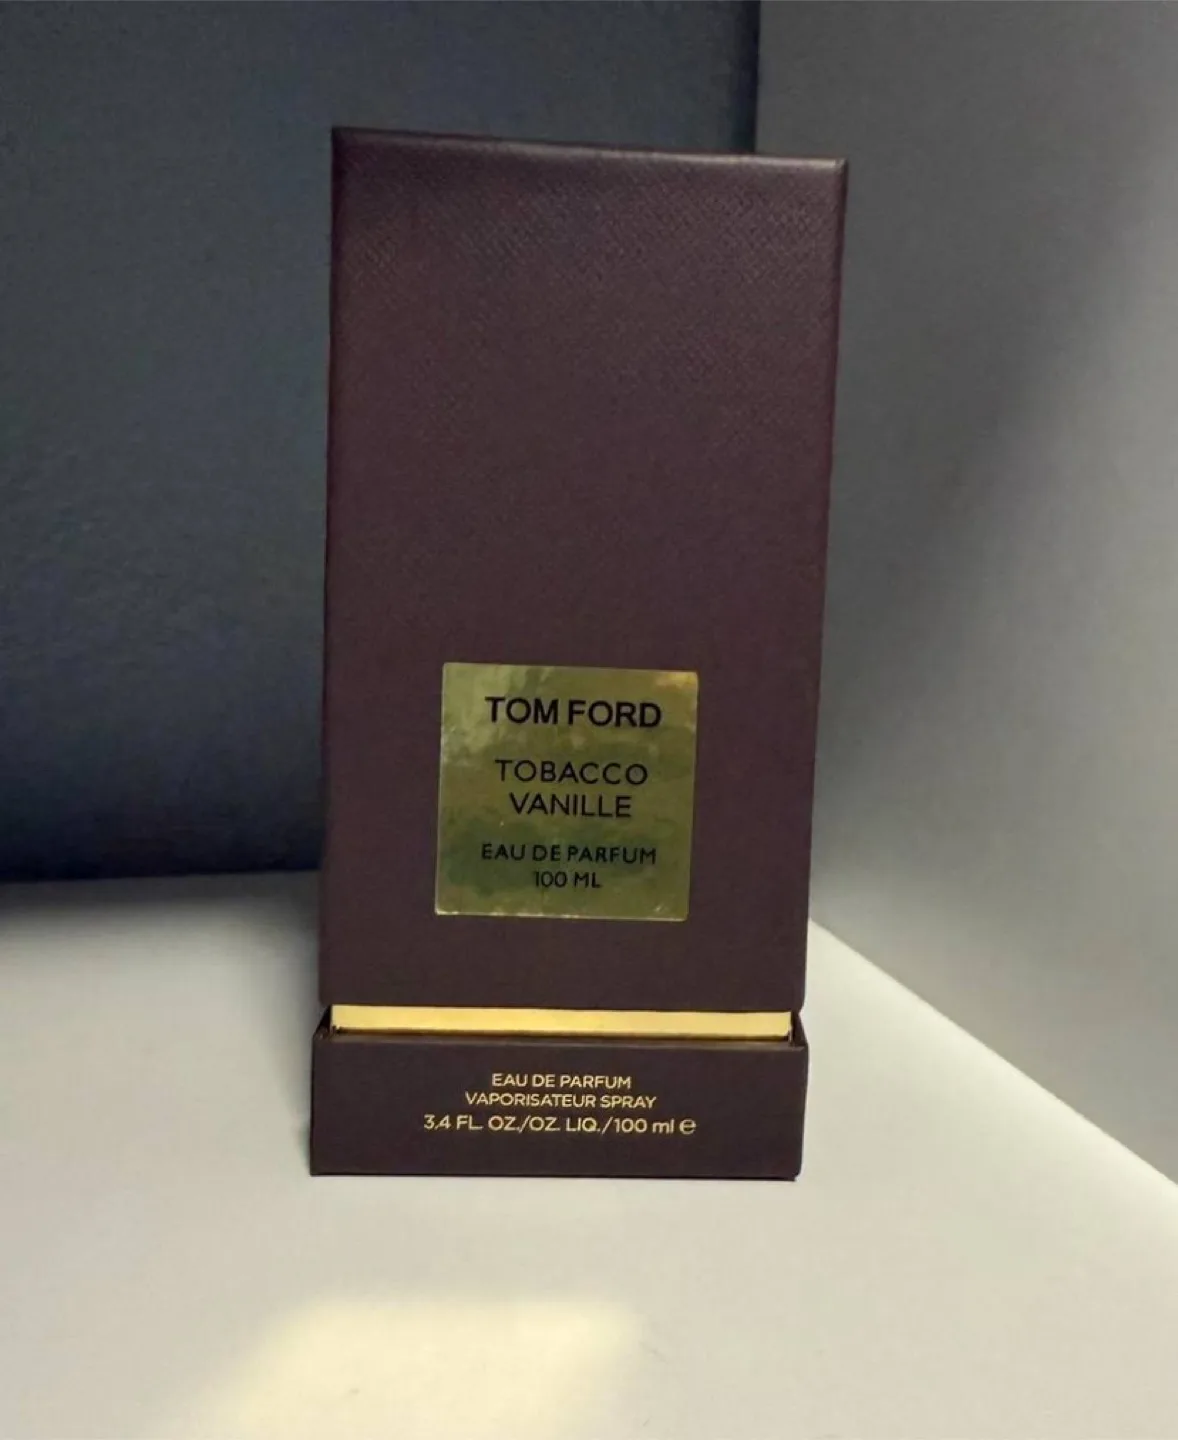 TOM FORD
TOBACCO
VANILLE
EAU DE PARFUM
100 ML
EAU DE PARFUM
VAPORISATEUR SPRAY
3.4 FL. OZ./OZ. LIQ./100 ml ℮